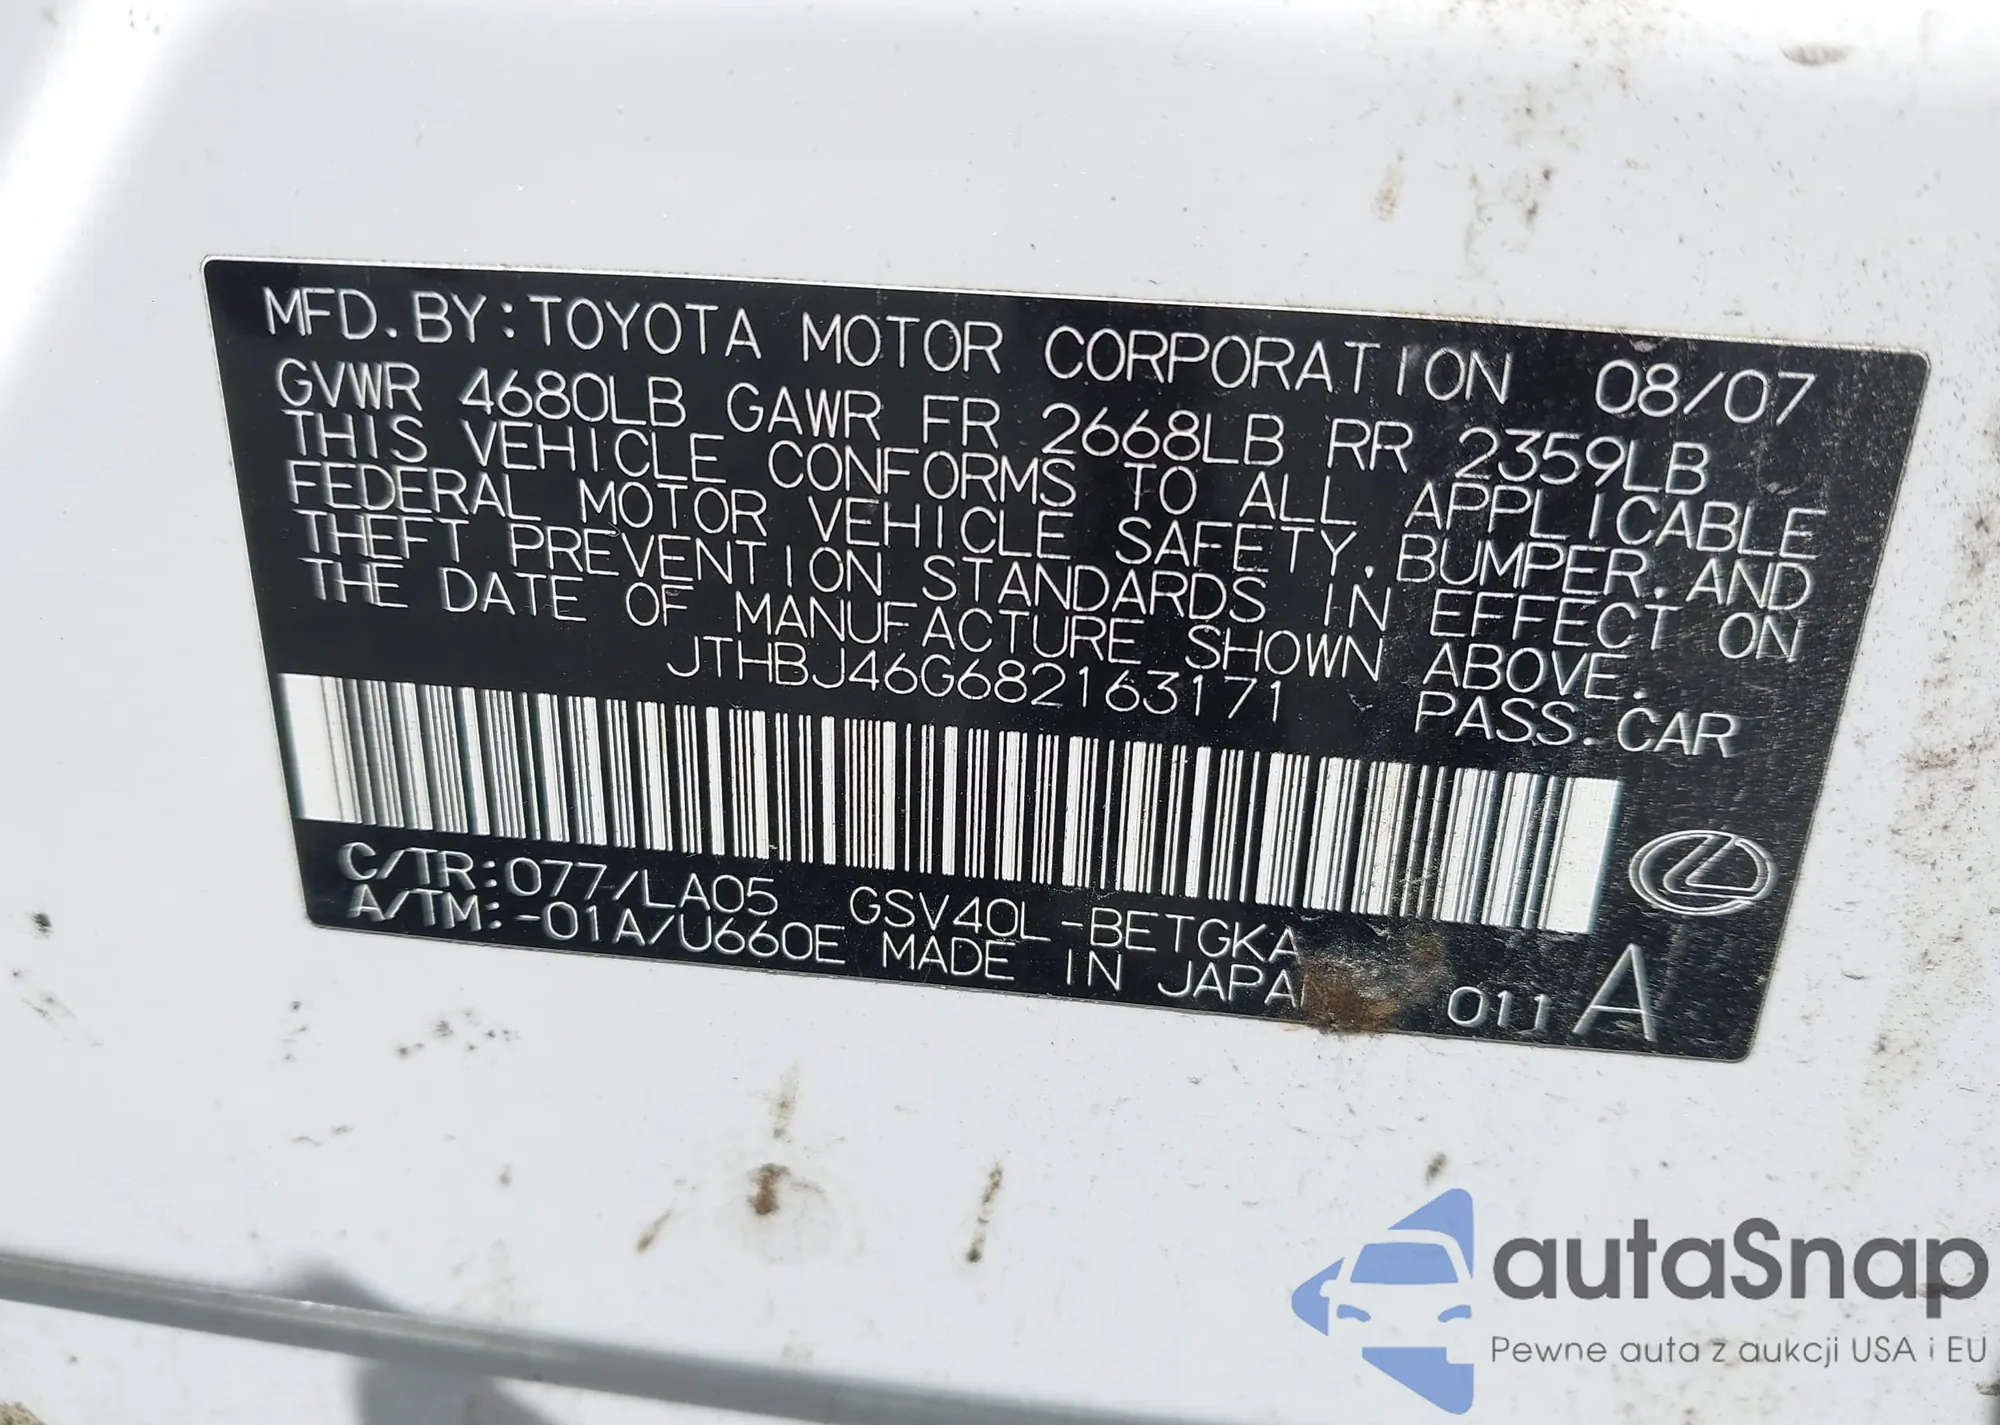 MFD. BY: TOYOTA MOTOR CORPORATION 08/07
GVWR 4680LB GAWR FR 2668LB RR 2359LB
THIS VEHICLE CONFORMS TO ALL APPLICABLE
FEDERAL MOTOR VEHICLE SAFETY, BUMPER, AND
THEFT PREVENTION STANDARDS IN EFFECT ON
THE DATE OF MANUFACTURE SHOWN ABOVE.
JTHBJ46G682163171 PASS. CAR
C/TR: 077/LA05 GSV40L-BETGKA
A/TM: -01A/U660E MADE IN JAPAN 011 A
autaSnap
Pewne auta z aukcji USA i EU